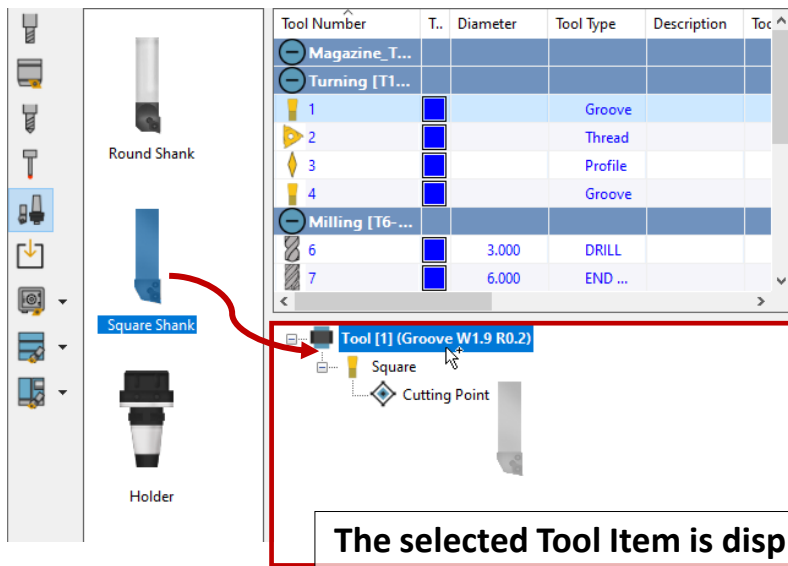 Tool Number T.. Diameter Tool Type Description Toc
Magazine_T...
Turning [T1...
1 Groove
2 Thread
3 Profile
4 Groove
Milling [T6-...
6 3.000 DRILL
7 6.000 END ...
Round Shank
Square Shank
Holder
Tool [1] (Groove W1.9 R0.2)
Square
Cutting Point
The selected Tool Item is disp